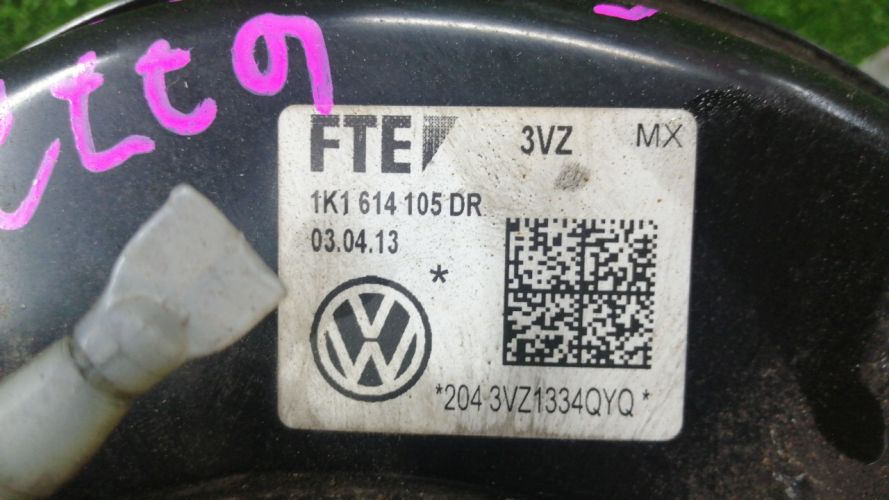 FTE 3VZ MX
1K1 614 105 DR
03.04.13
*
*204 3VZ1334QYQ*